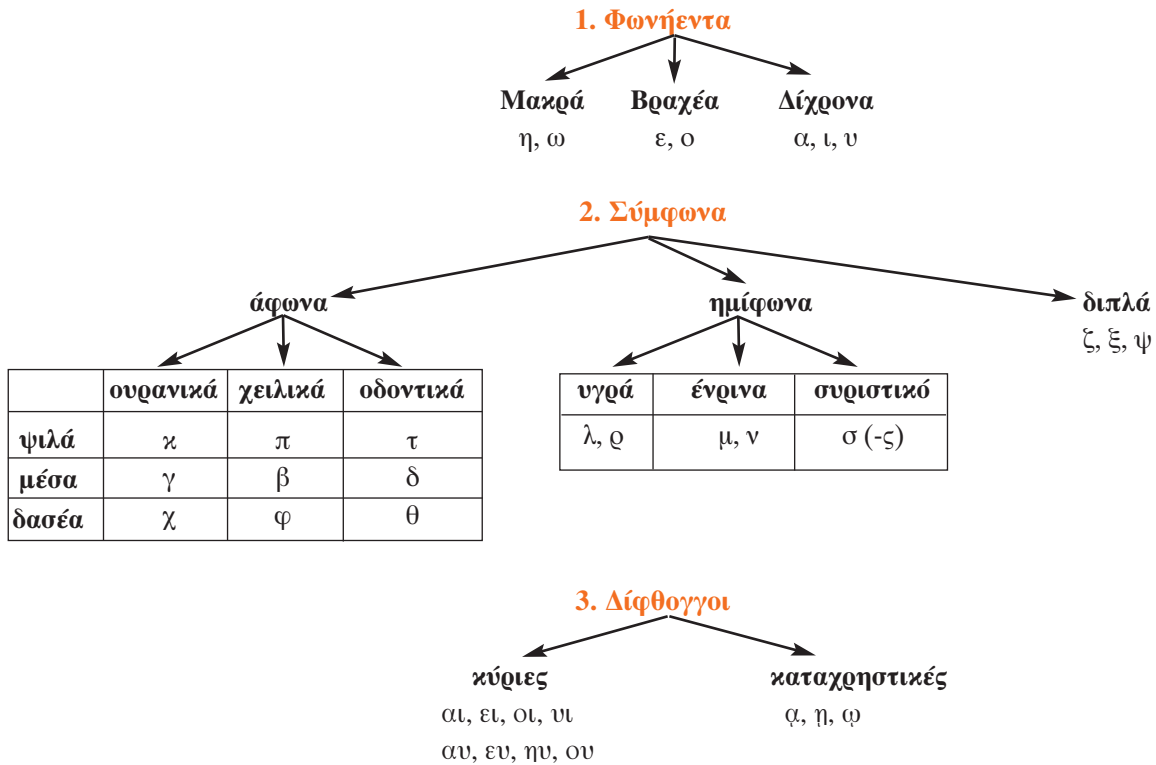 1. Φωνήεντα
Μακρά Βραχέα Δίχρονα
η, ω ε, ο α, ι, υ
2. Σύμφωνα
άφωνα ημίφωνα διπλά
ζ, ξ, ψ
ουρανικά χειλικά οδοντικά
ψιλά κ π τ
μέσα γ β δ
δασέα χ φ θ
υγρά ένρινα συριστικό
λ, ρ μ, ν σ (-ς)
3. Δίφθογγοι
κύριες καταχρηστικές
αι, ει, οι, υι ᾳ, ῃ, ῳ
αυ, ευ, ηυ, ου